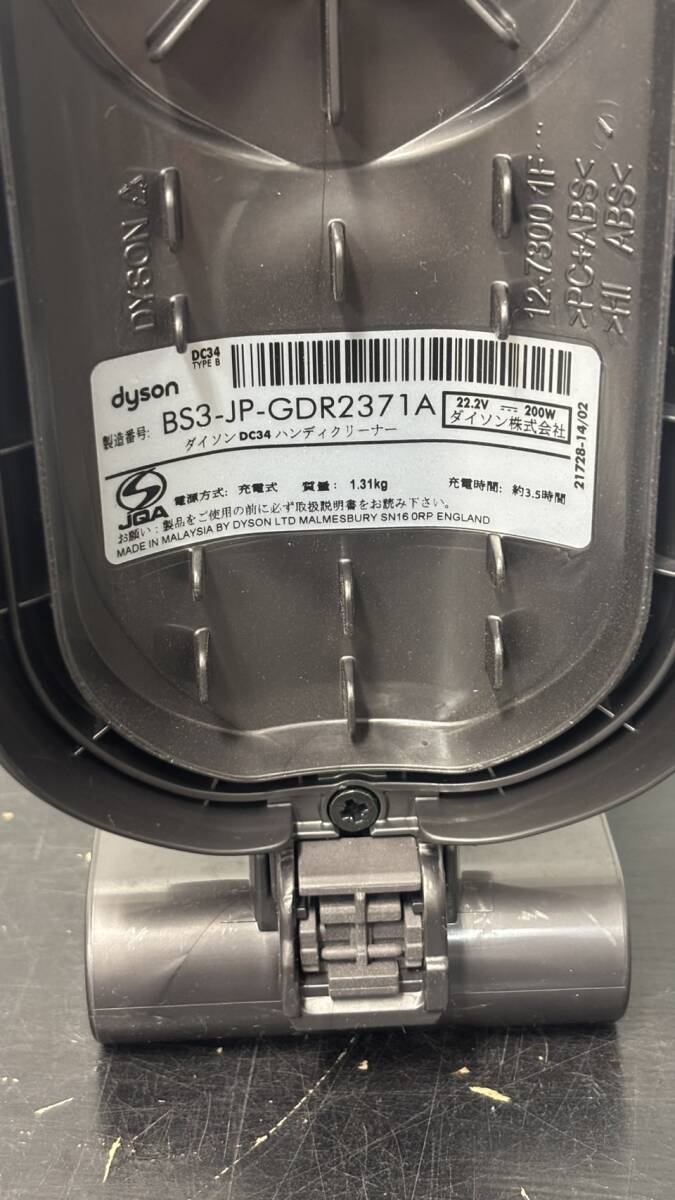 DYSON
12-7300 1F
>PC+ABS<
>HI ABS<
DC34
TYPE B
dyson
製造番号: BS3-JP-GDR2371A
22.2V ⎓ 200W
ダイソン株式会社
ダイソン DC34 ハンディクリーナー
21728-14/02
JQA
電源方式: 充電式 質量: 1.31kg 充電時間: 約3.5時間
お願い: 製品をご使用の前に必ず取扱説明書をお読み下さい。
MADE IN MALAYSIA BY DYSON LTD MALMESBURY SN16 0RP ENGLAND